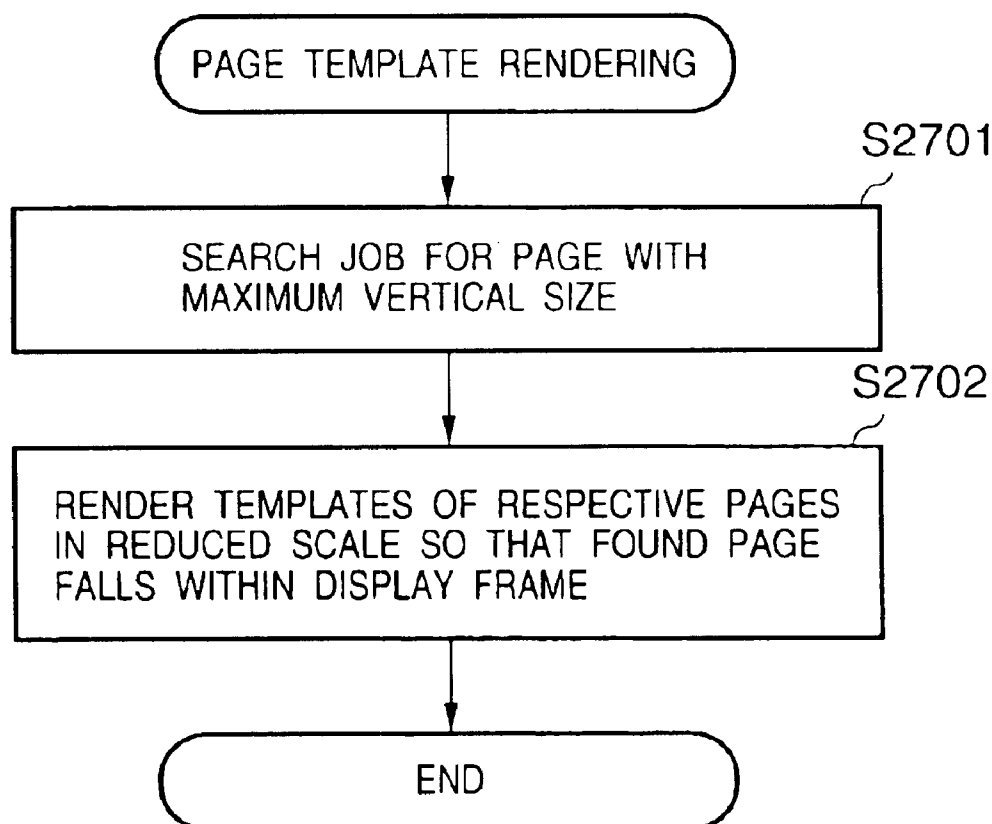 PAGE TEMPLATE RENDERING
S2701
SEARCH JOB FOR PAGE WITH
MAXIMUM VERTICAL SIZE
S2702
RENDER TEMPLATES OF RESPECTIVE PAGES
IN REDUCED SCALE SO THAT FOUND PAGE
FALLS WITHIN DISPLAY FRAME
END